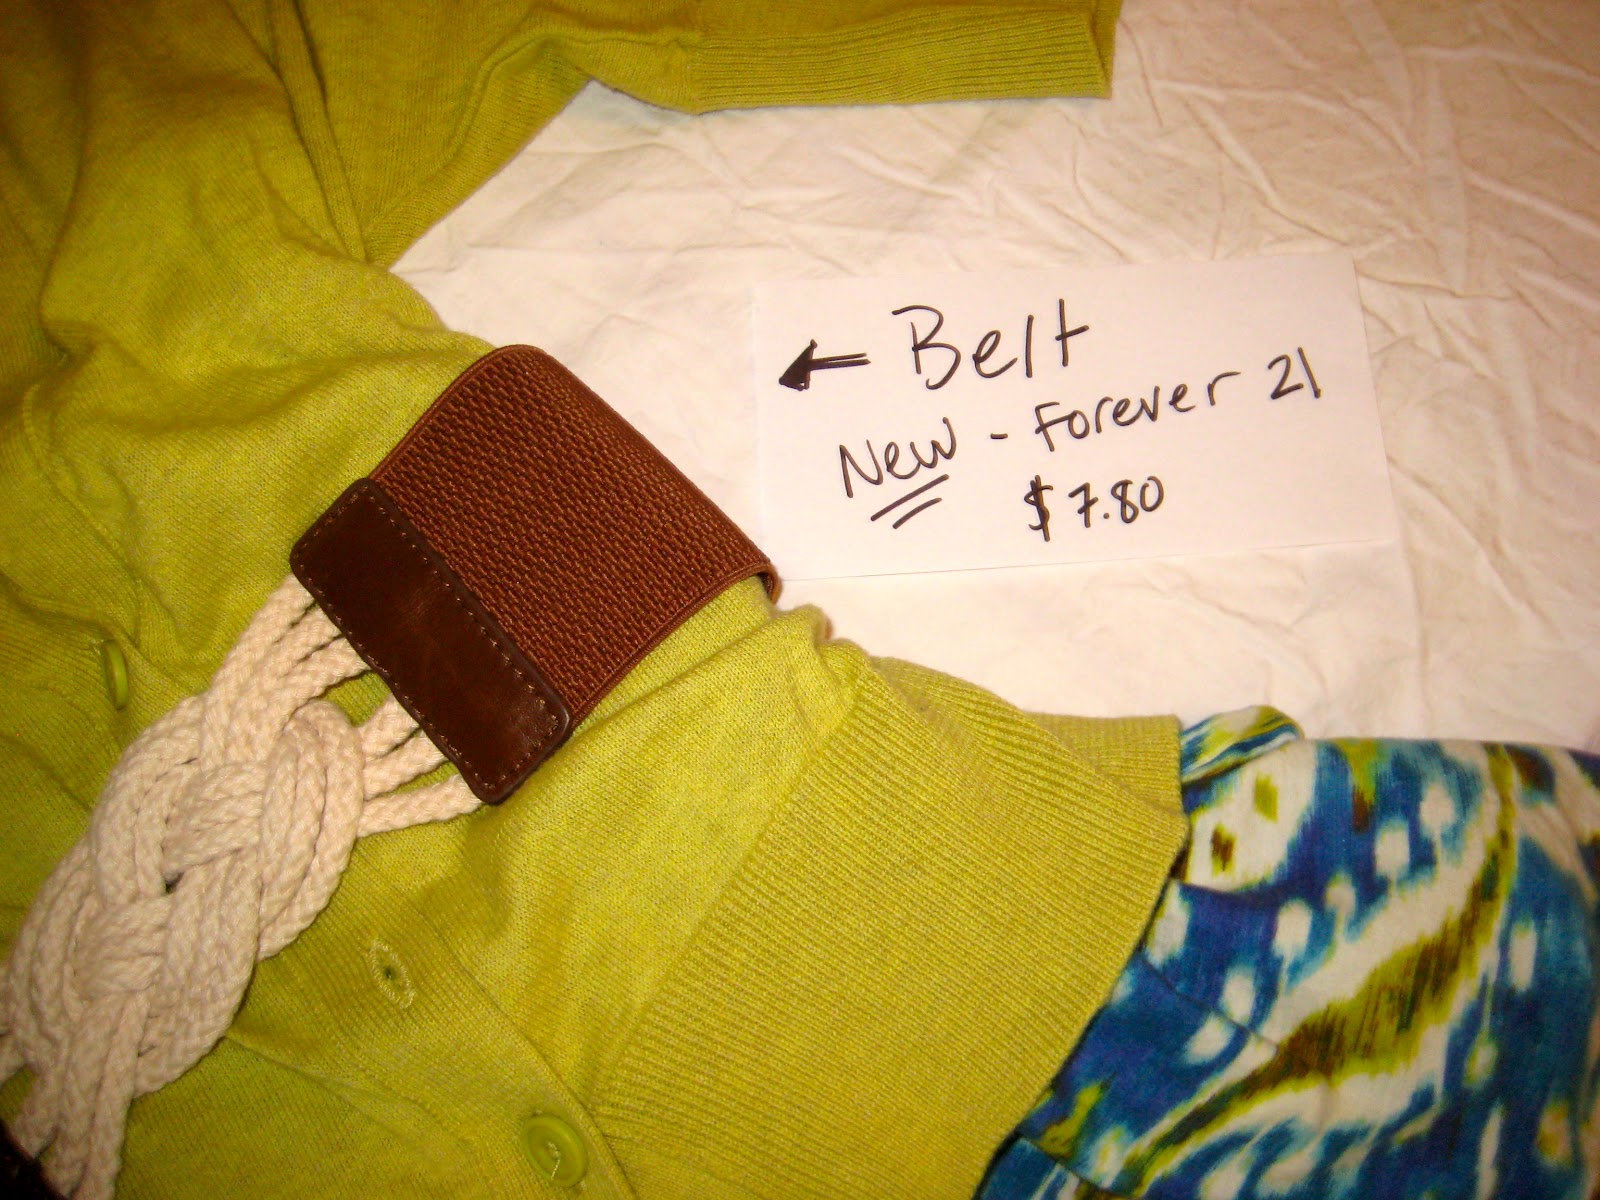 ← Belt
New - Forever 21
$7.80